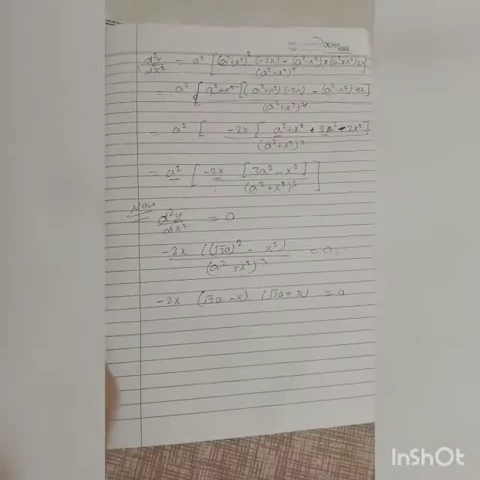 d²y/dx² = a² [(a²+x²)² (-2x) - (a²-x²) 2(a²+x²) 2x] / (a²+x²)⁴
= a² [a²+x² [(a²+x²) (-2x) - (a²-x²) 4x] / (a²+x²)⁴
= a² [ -2x [a²+x² + 2a² - 2x²] / (a²+x²)³
= a² [ -2x [3a² - x²] / (a²+x²)³ ]
Now
d²y/dx² = 0
-2x ((√3a)² - x²) / (a²+x²)³ = 0
-2x (√3a - x) (√3a + x) = 0
InShOt